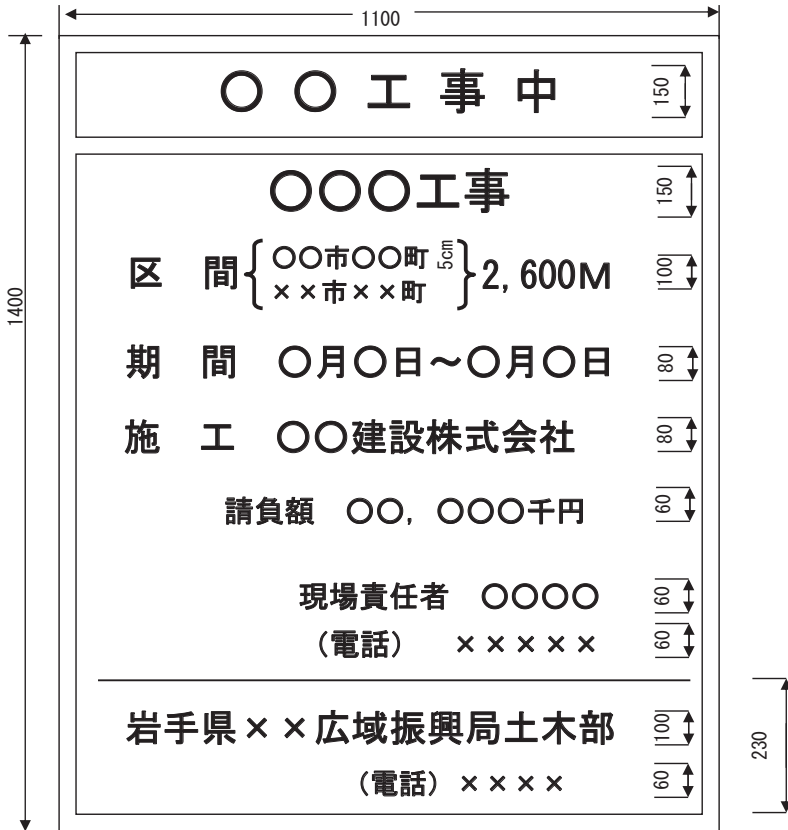 1100
○ ○ 工 事 中
150
○○○工事
150
区 間{○○市○○町 5cm}2,600M
××市××町
100
1400
期 間 ○月○日~○月○日
80
施 工 ○○建設株式会社
80
請負額 ○○, ○○○千円
60
現場責任者 ○○○○
60
(電話) ×××××
60
岩手県××広域振興局土木部
100
230
(電話) ××××
60